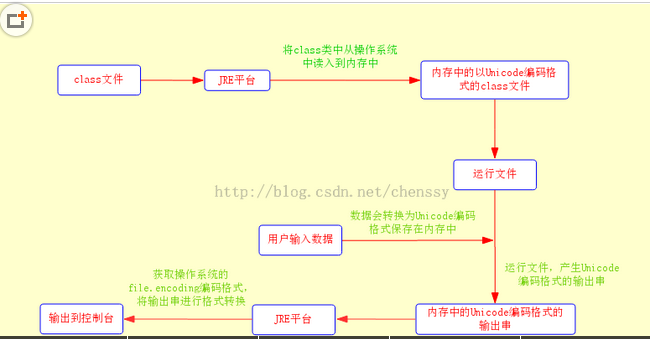 将class类中从操作系统
中读入到内存中
class文件
JRE平台
内存中的以Unicode编码格
式的class文件
运行文件
http://blog.csdn.net/chenssy
数据会转换为Unicode编码
格式保存在内存中
用户输入数据
运行文件，产生Unicode
编码格式的输出串
获取操作系统的
file.encoding编码格式，
将输出串进行格式转换
输出到控制台
JRE平台
内存中的Unicode编码格式的
输出串